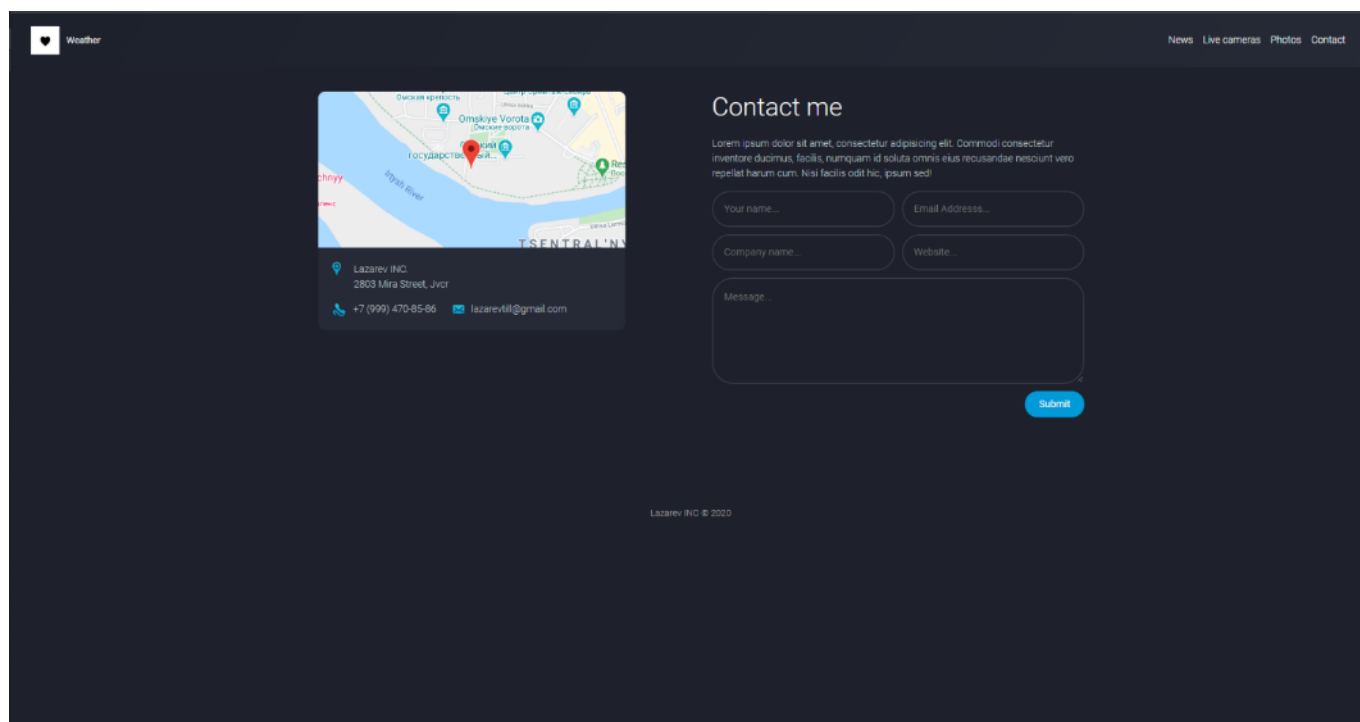 Weather
News Live cameras Photos Contact
Омская крепость
Omskiye Vorota
Омские ворота
государственный...
chnyy
Irtysh River
Res
TSENTRAL'NY
Lazarev INC.
2803 Mira Street, Jvcr
+7 (999) 470-85-86 lazarevtill@gmail.com
Contact me
Lorem ipsum dolor sit amet, consectetur adipisicing elit. Commodi consectetur
inventore ducimus, facilis, numquam id soluta omnis eius recusandae nesciunt vero
repellat harum cum. Nisi facilis odit hic, ipsum sed!
Your name... Email Addresss...
Company name... Website...
Message...
Submit
Lazarev INC © 2020